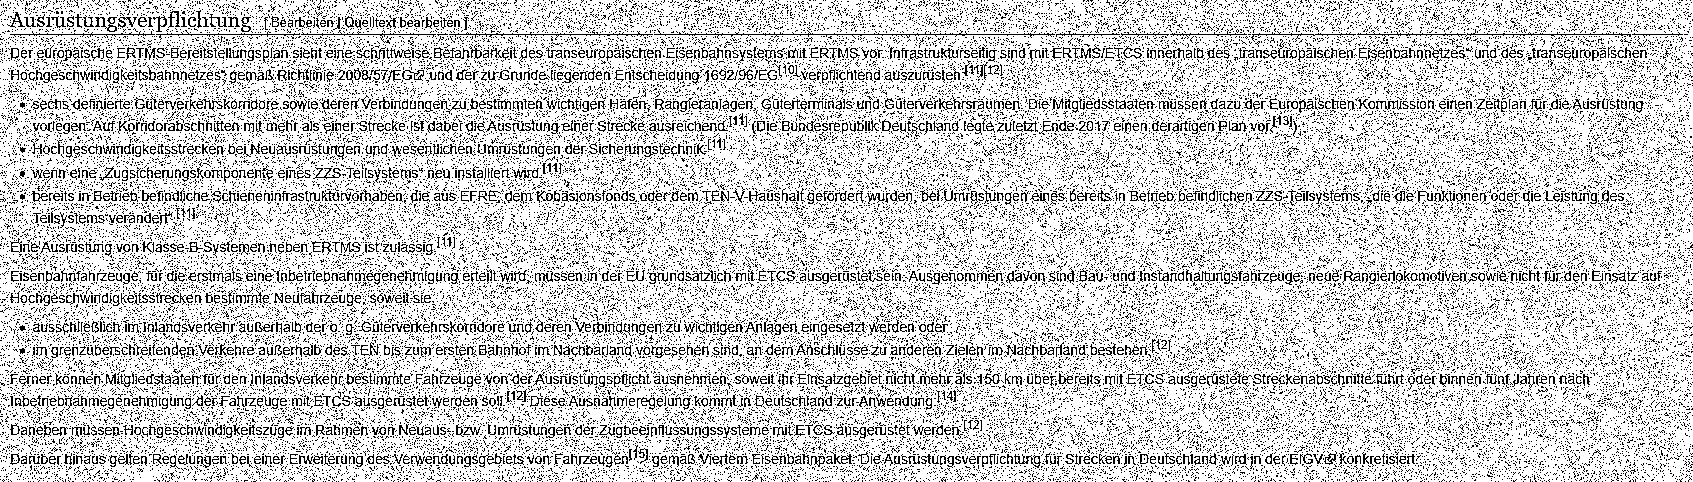 Ausrüstungsverpflichtung [ Bearbeiten | Quelltext bearbeiten ]
Der europäische ERTMS-Bereitstellungsplan sieht eine schrittweise Befahrbarkeit des transeuropäischen Eisenbahnsystems mit ERTMS vor. Infrastrukturseitig sind mit ERTMS/ETCS innerhalb des „transeuropäischen Eisenbahnnetzes“ und des „transeuropäischen
Hochgeschwindigkeitsbahnnetzes“ gemäß Richtlinie 2008/57/EG und der zu Grunde liegenden Entscheidung 1692/96/EG[10] verpflichtend auszurüsten:[11][12]
• sechs definierte Güterverkehrskorridore sowie deren Verbindungen zu bestimmten wichtigen Häfen, Rangieranlagen, Güterterminals und Güterverkehrsräumen. Die Mitgliedsstaaten müssen dazu der Europäischen Kommission einen Zeitplan für die Ausrüstung
vorlegen. Auf Korridorabschnitten mit mehr als einer Strecke ist dabei die Ausrüstung einer Strecke ausreichend.[11] (Die Bundesrepublik Deutschland legte zuletzt Ende 2017 einen derartigen Plan vor.[13])
• Hochgeschwindigkeitsstrecken bei Neuausrüstungen und wesentlichen Umrüstungen der Sicherungstechnik.[11]
• wenn eine „Zugsicherungskomponente eines ZZS-Teilsystems“ neu installiert wird.[11]
• bereits in Betrieb befindliche Schieneninfrastrukturvorhaben, die aus EFRE, dem Kohäsionsfonds oder dem TEN-V-Haushalt gefördert wurden, bei Umrüstungen eines bereits in Betrieb befindlichen ZZS-Teilsystems, „die die Funktionen oder die Leistung des
Teilsystems verändert“.[11]
Eine Ausrüstung von Klasse-B-Systemen neben ERTMS ist zulässig.[11]
Eisenbahnfahrzeuge, für die erstmals eine Inbetriebnahmegenehmigung erteilt wird, müssen in der EU grundsätzlich mit ETCS ausgerüstet sein. Ausgenommen davon sind Bau- und Instandhaltungsfahrzeuge, neue Rangierlokomotiven sowie nicht für den Einsatz auf
Hochgeschwindigkeitsstrecken bestimmte Neufahrzeuge, soweit sie:
• ausschließlich im Inlandsverkehr außerhalb der o. g. Güterverkehrskorridore und deren Verbindungen zu wichtigen Anlagen eingesetzt werden oder
• im grenzüberschreitenden Verkehre außerhalb des TEN bis zum ersten Bahnhof im Nachbarland vorgesehen sind, an dem Anschlüsse zu anderen Zielen im Nachbarland bestehen.[12]
Ferner können Mitgliedstaaten für den Inlandsverkehr bestimmte Fahrzeuge von der Ausrüstungspflicht ausnehmen, soweit ihr Einsatzgebiet nicht mehr als 150 km über bereits mit ETCS ausgerüstete Streckenabschnitte führt oder binnen fünf Jahren nach
Inbetriebnahmegenehmigung der Fahrzeuge mit ETCS ausgerüstet werden soll.[12] Diese Ausnahmeregelung kommt in Deutschland zur Anwendung.[14]
Daneben müssen Hochgeschwindigkeitszüge im Rahmen von Neuaus- bzw. Umrüstungen der Zugbeeinflussungssysteme mit ETCS ausgerüstet werden.[12]
Darüber hinaus gelten Regelungen bei einer Erweiterung des Verwendungsgebiets von Fahrzeugen[15] gemäß Viertem Eisenbahnpaket. Die Ausrüstungsverpflichtung für Strecken in Deutschland wird in der EIGV konkretisiert.